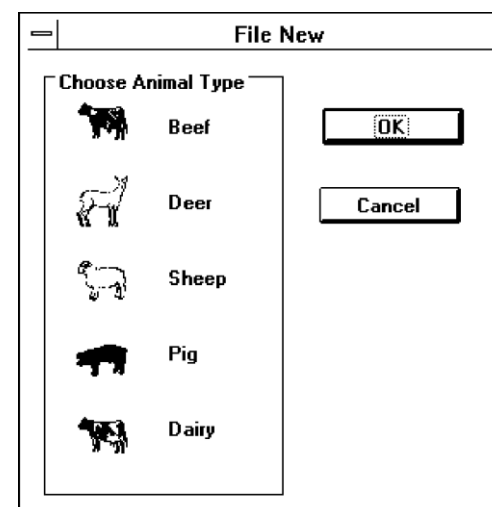 File New
Choose Animal Type
Beef
OK
Deer
Cancel
Sheep
Pig
Dairy